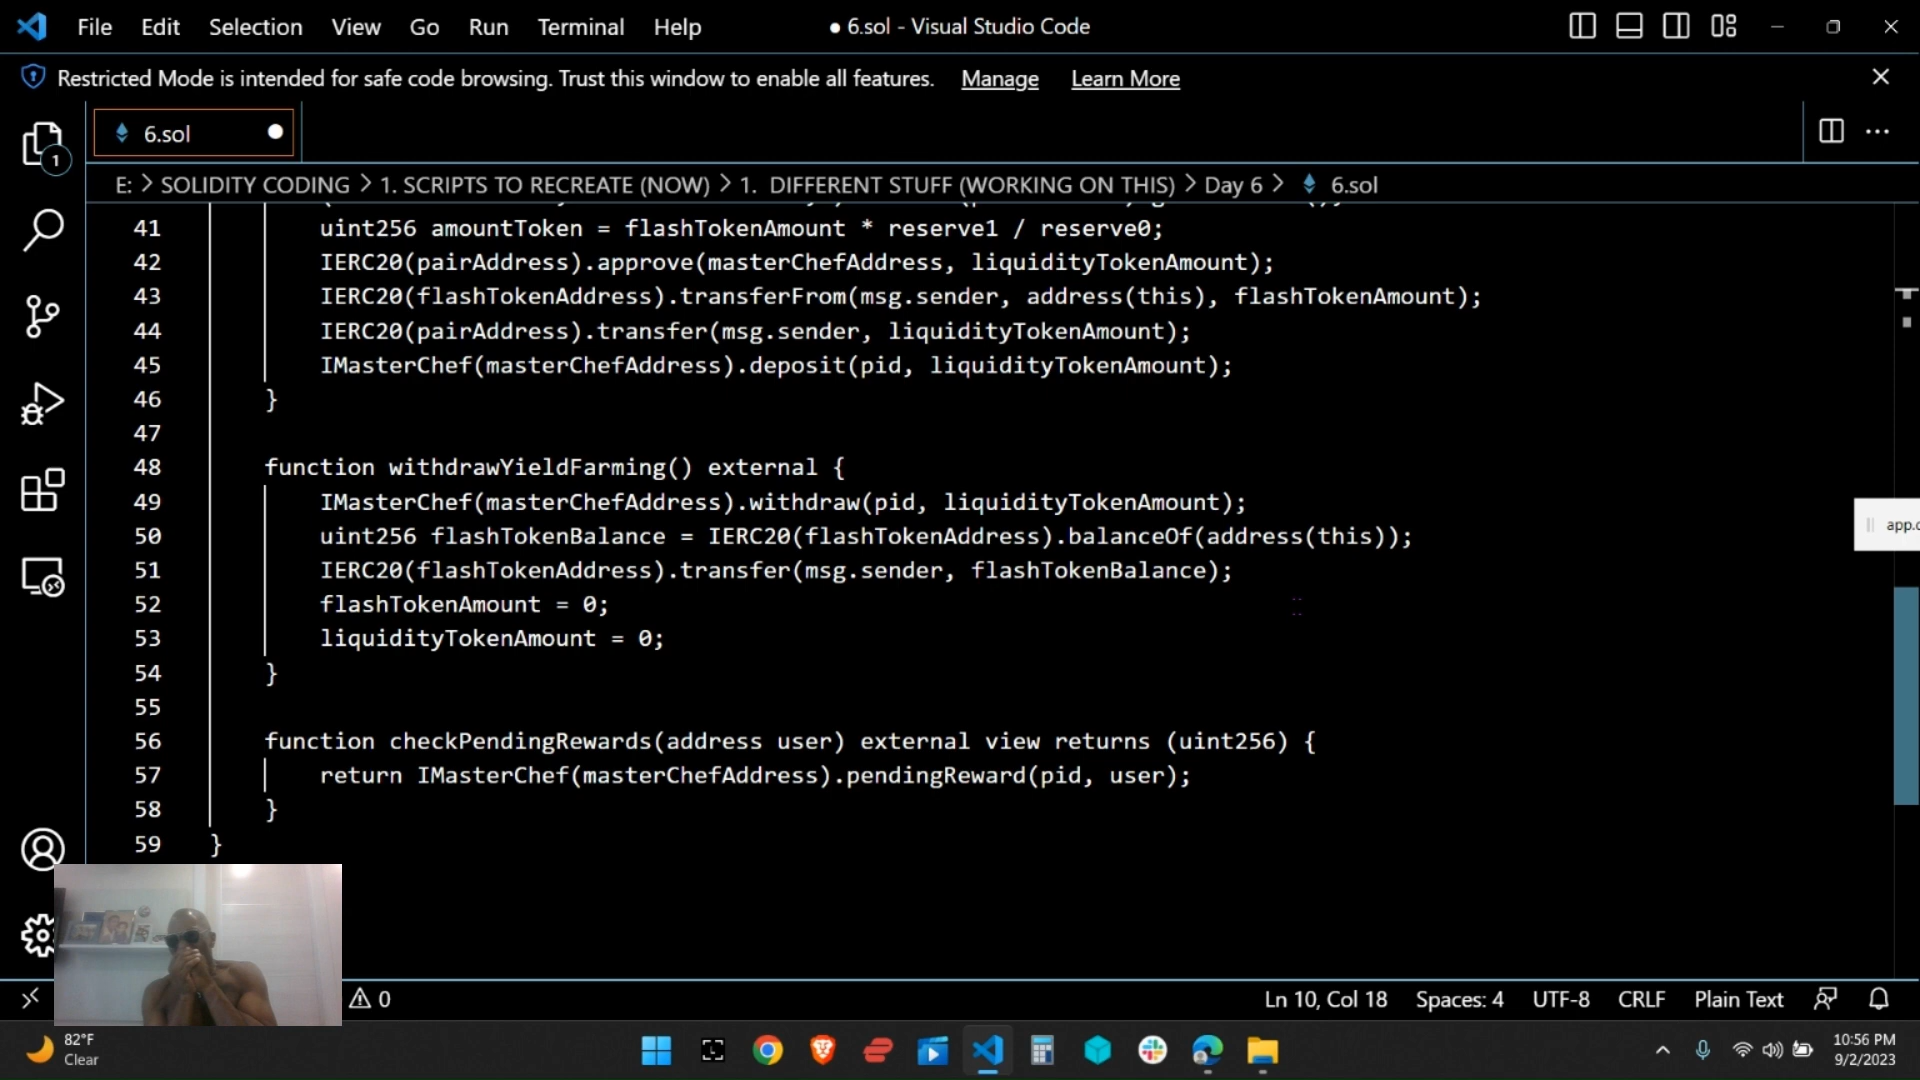 File Edit Selection View Go Run Terminal Help ● 6.sol - Visual Studio Code
Restricted Mode is intended for safe code browsing. Trust this window to enable all features. Manage Learn More
6.sol
1
E: > SOLIDITY CODING > 1. SCRIPTS TO RECREATE (NOW) > 1. DIFFERENT STUFF (WORKING ON THIS) > Day 6 > 6.sol
41 uint256 amountToken = flashTokenAmount * reserve1 / reserve0;
42 IERC20(pairAddress).approve(masterChefAddress, liquidityTokenAmount);
43 IERC20(flashTokenAddress).transferFrom(msg.sender, address(this), flashTokenAmount);
44 IERC20(pairAddress).transfer(msg.sender, liquidityTokenAmount);
45 IMasterChef(masterChefAddress).deposit(pid, liquidityTokenAmount);
46 }
47
48 function withdrawYieldFarming() external {
49 IMasterChef(masterChefAddress).withdraw(pid, liquidityTokenAmount);
50 uint256 flashTokenBalance = IERC20(flashTokenAddress).balanceOf(address(this));
51 IERC20(flashTokenAddress).transfer(msg.sender, flashTokenBalance);
52 flashTokenAmount = 0;
53 liquidityTokenAmount = 0;
54 }
55
56 function checkPendingRewards(address user) external view returns (uint256) {
57 return IMasterChef(masterChefAddress).pendingReward(pid, user);
58 }
59 }
0
Ln 10, Col 18 Spaces: 4 UTF-8 CRLF Plain Text
82°F
Clear
10:56 PM
9/2/2023